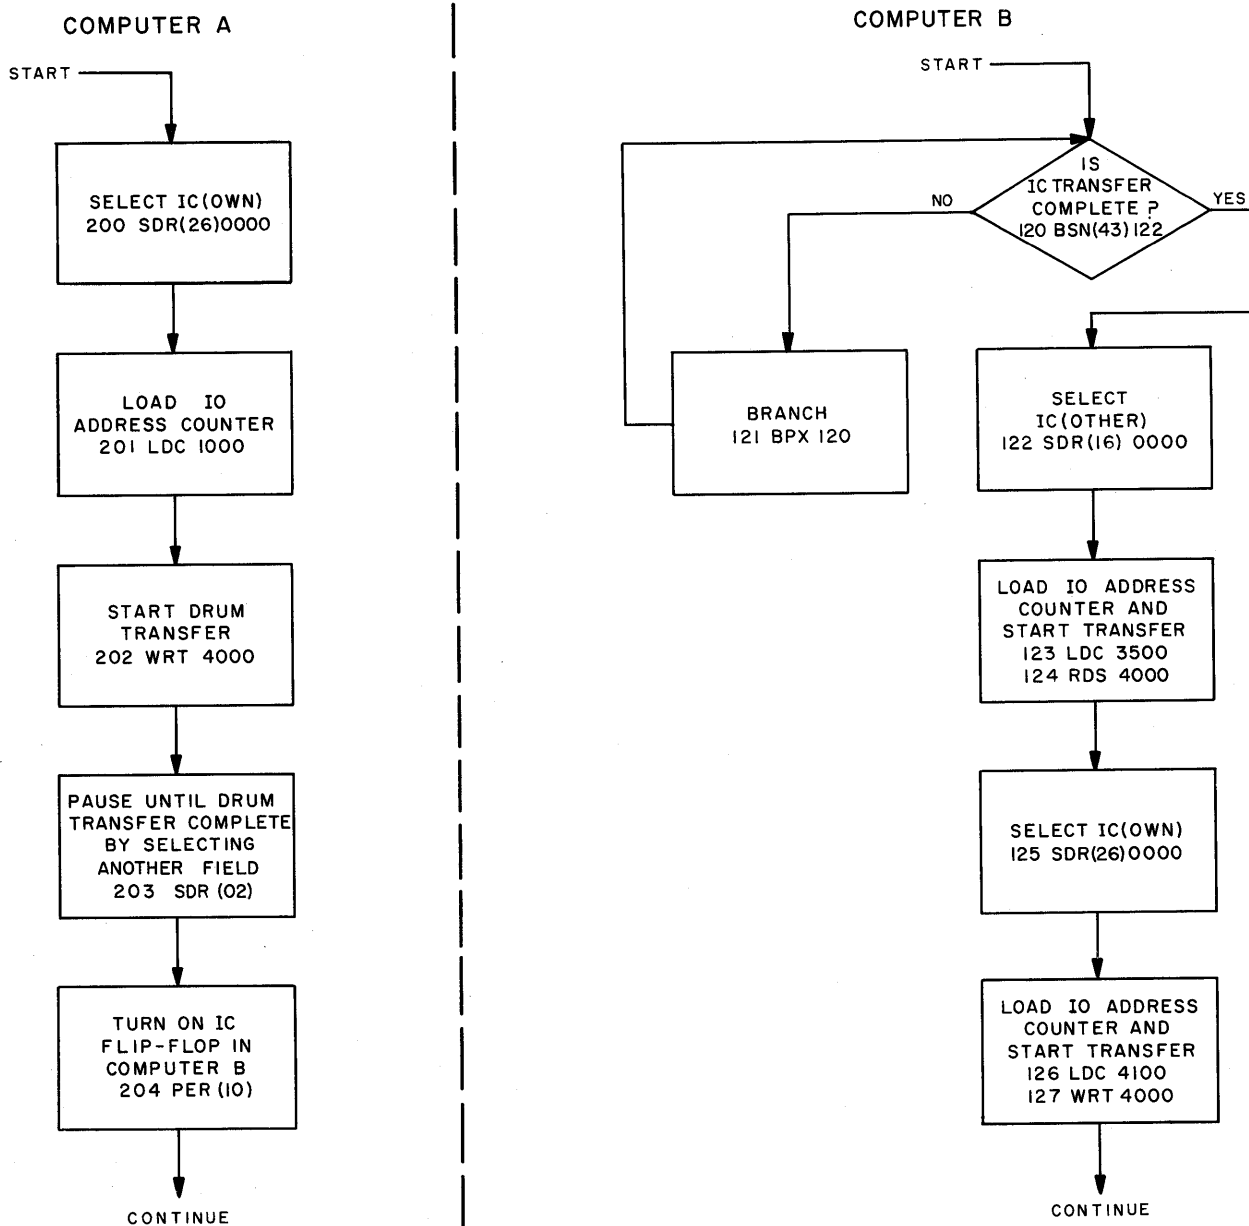 COMPUTER A
START
SELECT IC(OWN)
200 SDR(26)0000
LOAD IO
ADDRESS COUNTER
201 LDC 1000
START DRUM
TRANSFER
202 WRT 4000
PAUSE UNTIL DRUM
TRANSFER COMPLETE
BY SELECTING
ANOTHER FIELD
203 SDR (02)
TURN ON IC
FLIP-FLOP IN
COMPUTER B
204 PER (10)
CONTINUE
COMPUTER B
START
IS
IC TRANSFER
COMPLETE ?
120 BSN(43) 122
NO
YES
BRANCH
121 BPX 120
SELECT
IC(OTHER)
122 SDR(16) 0000
LOAD IO ADDRESS
COUNTER AND
START TRANSFER
123 LDC 3500
124 RDS 4000
SELECT IC(OWN)
125 SDR(26)0000
LOAD IO ADDRESS
COUNTER AND
START TRANSFER
126 LDC 4100
127 WRT 4000
CONTINUE